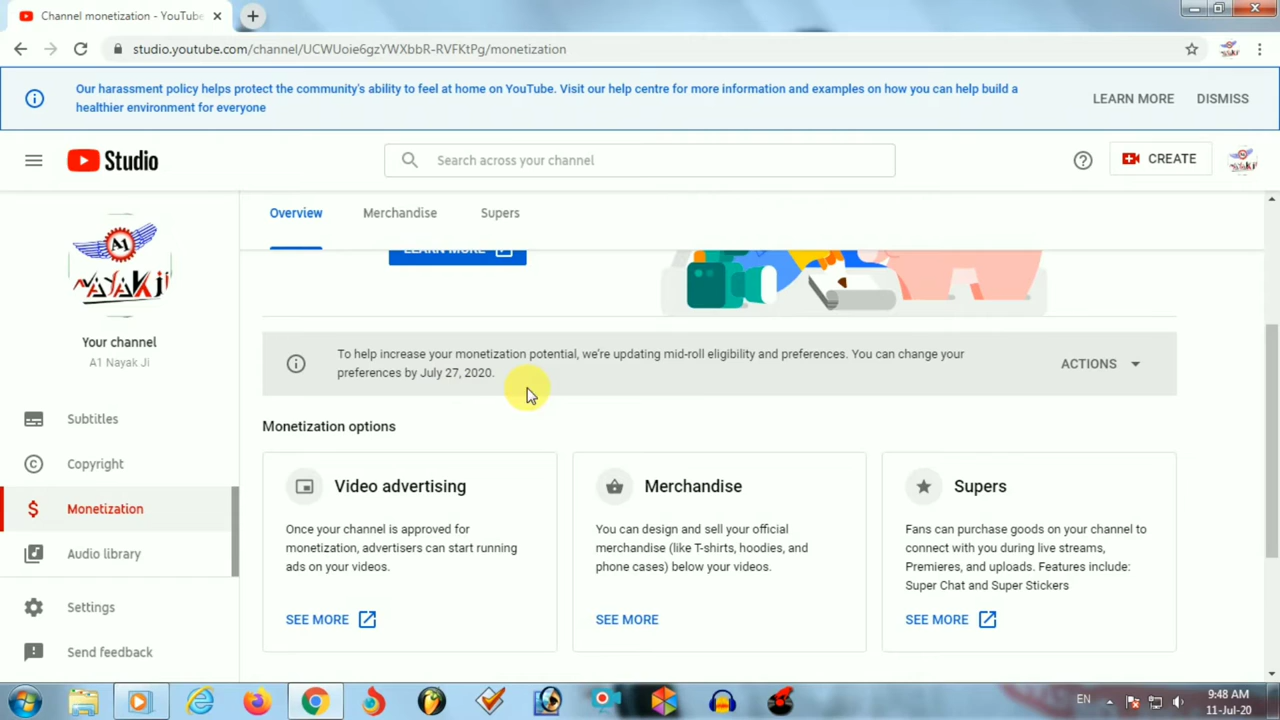 Channel monetization - YouTube
studio.youtube.com/channel/UCWUoie6gzYWXbbR-RVFKtPg/monetization
Our harassment policy helps protect the community's ability to feel at home on YouTube. Visit our help centre for more information and examples on how you can help build a
healthier environment for everyone
LEARN MORE
DISMISS
Studio
Search across your channel
CREATE
A1
NAYAK JI
Your channel
A1 Nayak Ji
Subtitles
Copyright
Monetization
Audio library
Settings
Send feedback
Overview
Merchandise
Supers
LEARN MORE
To help increase your monetization potential, we're updating mid-roll eligibility and preferences. You can change your
preferences by July 27, 2020.
ACTIONS
Monetization options
Video advertising
Once your channel is approved for
monetization, advertisers can start running
ads on your videos.
SEE MORE
Merchandise
You can design and sell your official
merchandise (like T-shirts, hoodies, and
phone cases) below your videos.
SEE MORE
Supers
Fans can purchase goods on your channel to
connect with you during live streams,
Premieres, and uploads. Features include:
Super Chat and Super Stickers
SEE MORE
EN
9:48 AM
11-Jul-20